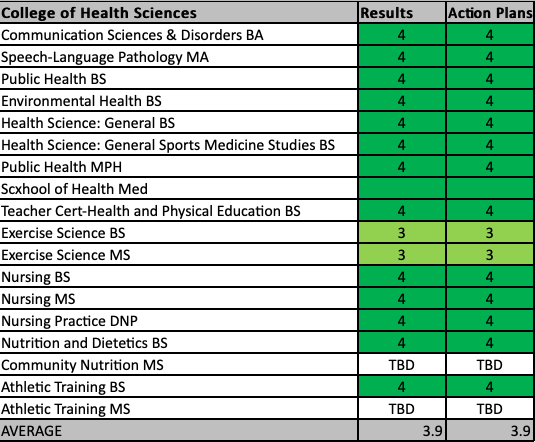 College of Health Sciences Results Action Plans
Communication Sciences & Disorders BA 4 4
Speech-Language Pathology MA 4 4
Public Health BS 4 4
Environmental Health BS 4 4
Health Science: General BS 4 4
Health Science: General Sports Medicine Studies BS 4 4
Public Health MPH 4 4
Scxhool of Health Med
Teacher Cert-Health and Physical Education BS 4 4
Exercise Science BS 3 3
Exercise Science MS 3 3
Nursing BS 4 4
Nursing MS 4 4
Nursing Practice DNP 4 4
Nutrition and Dietetics BS 4 4
Community Nutrition MS TBD TBD
Athletic Training BS 4 4
Athletic Training MS TBD TBD
AVERAGE 3.9 3.9